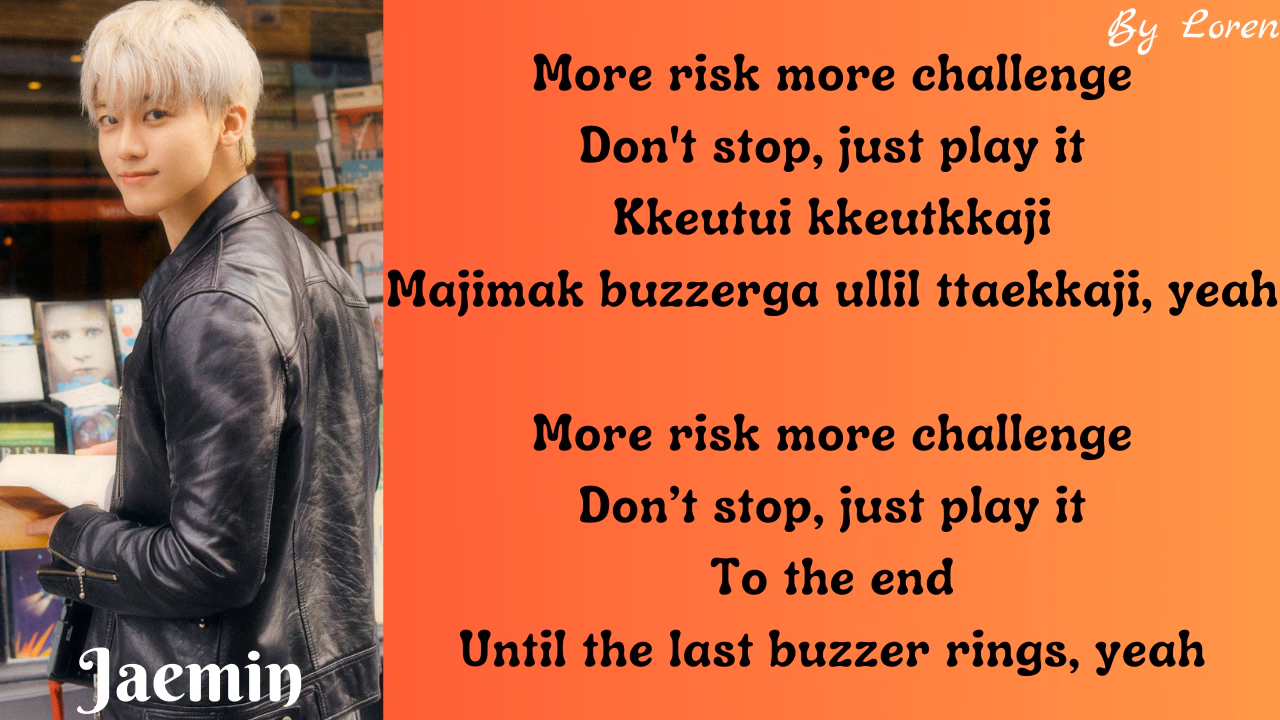 By Loren
More risk more challenge
Don't stop, just play it
Kkeutui kkeutkkaji
Majimak buzzerga ullil ttaekkaji, yeah
More risk more challenge
Don’t stop, just play it
To the end
Until the last buzzer rings, yeah
Jaemin